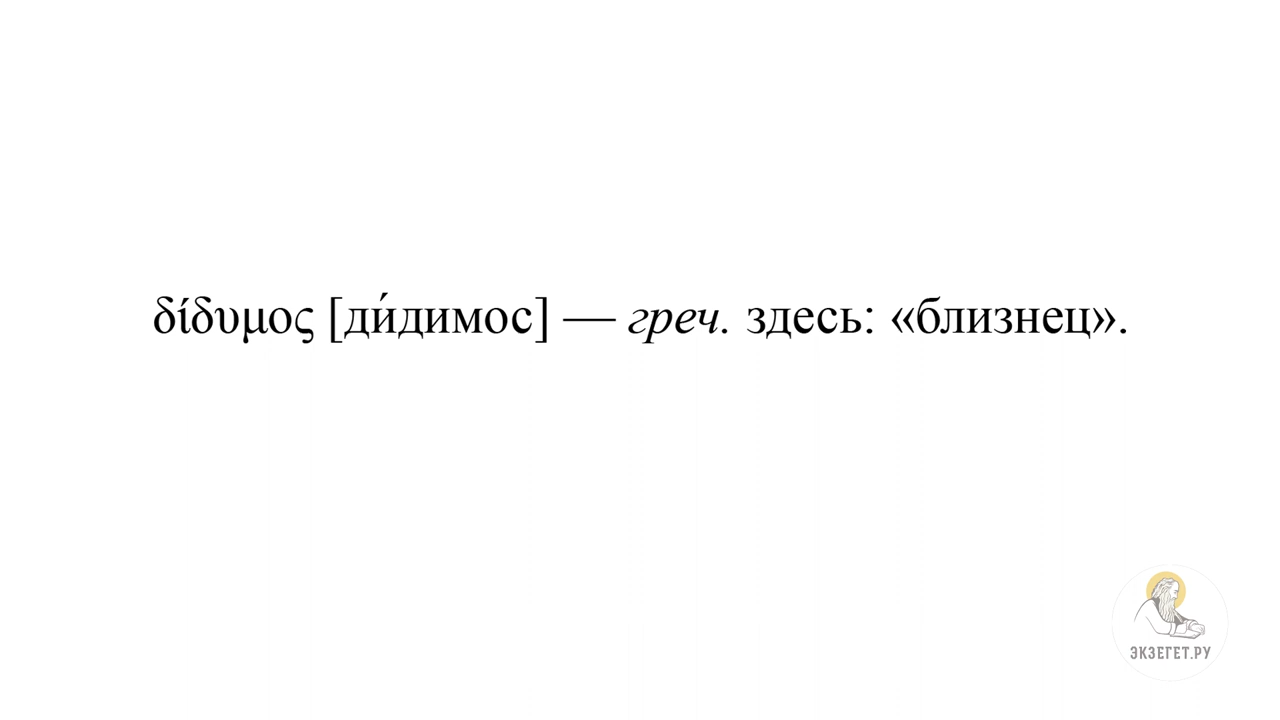 δίδυμος [ди́димос] — греч. здесь: «близнец».
ЭКЗЕГЕТ.РУ